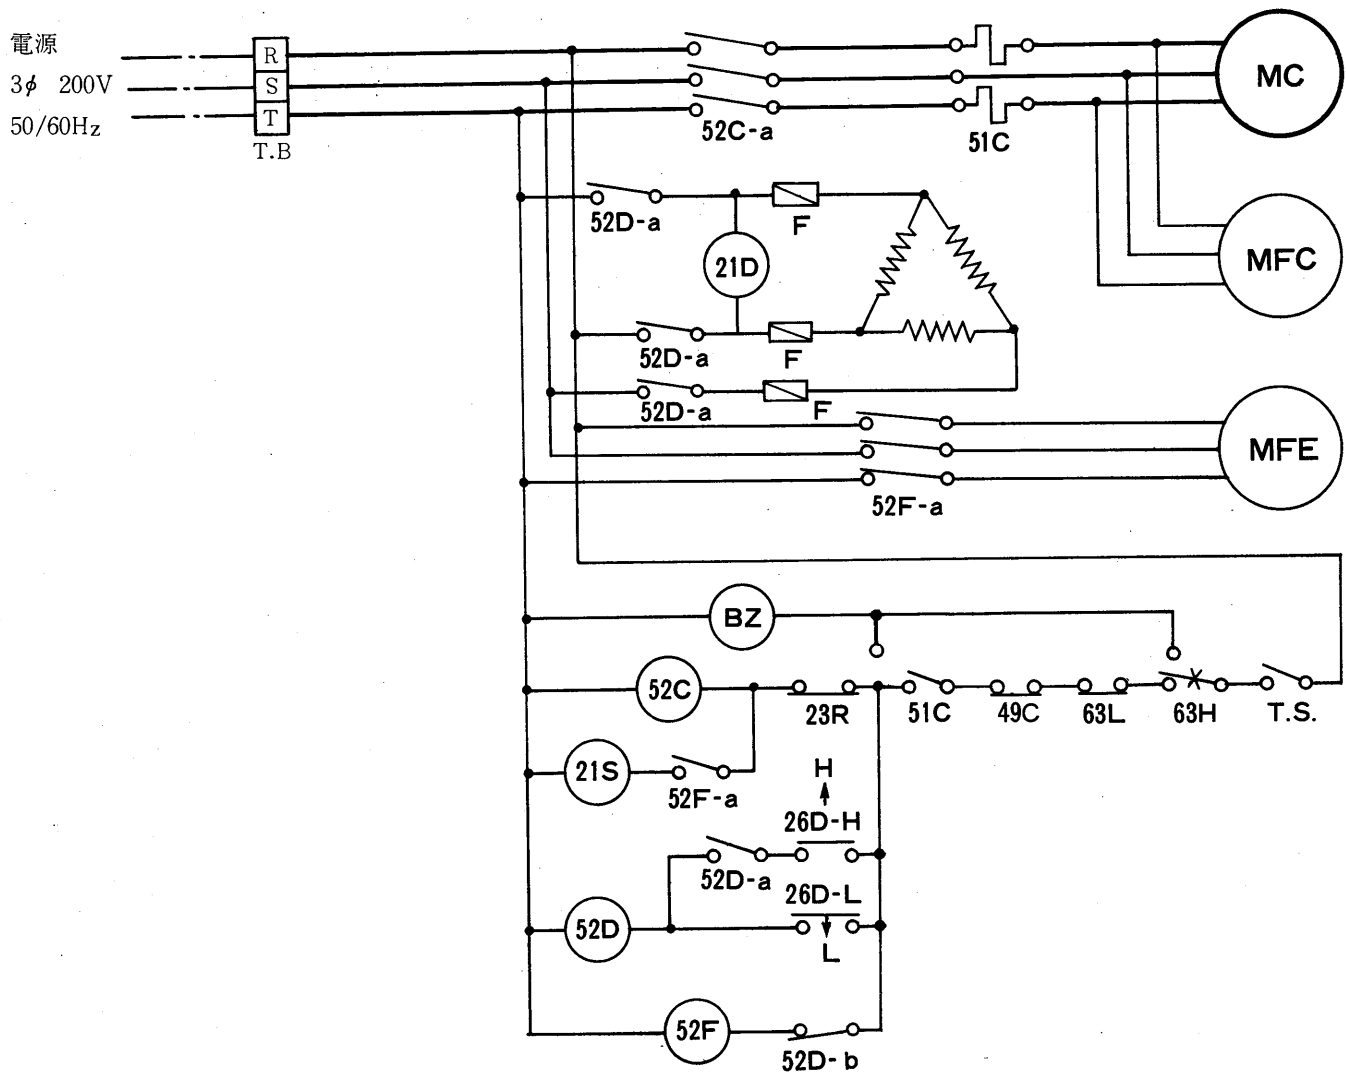 電源
3φ 200V
50/60Hz
R
S
T
T.B
52C-a
51C
MC
52D-a
F
21D
MFC
52D-a
F
52D-a
F
MFE
52F-a
BZ
52C
23R
51C
49C
63L
63H
T.S.
21S
52F-a
H
26D-H
52D-a
26D-L
52D
L
52F
52D-b